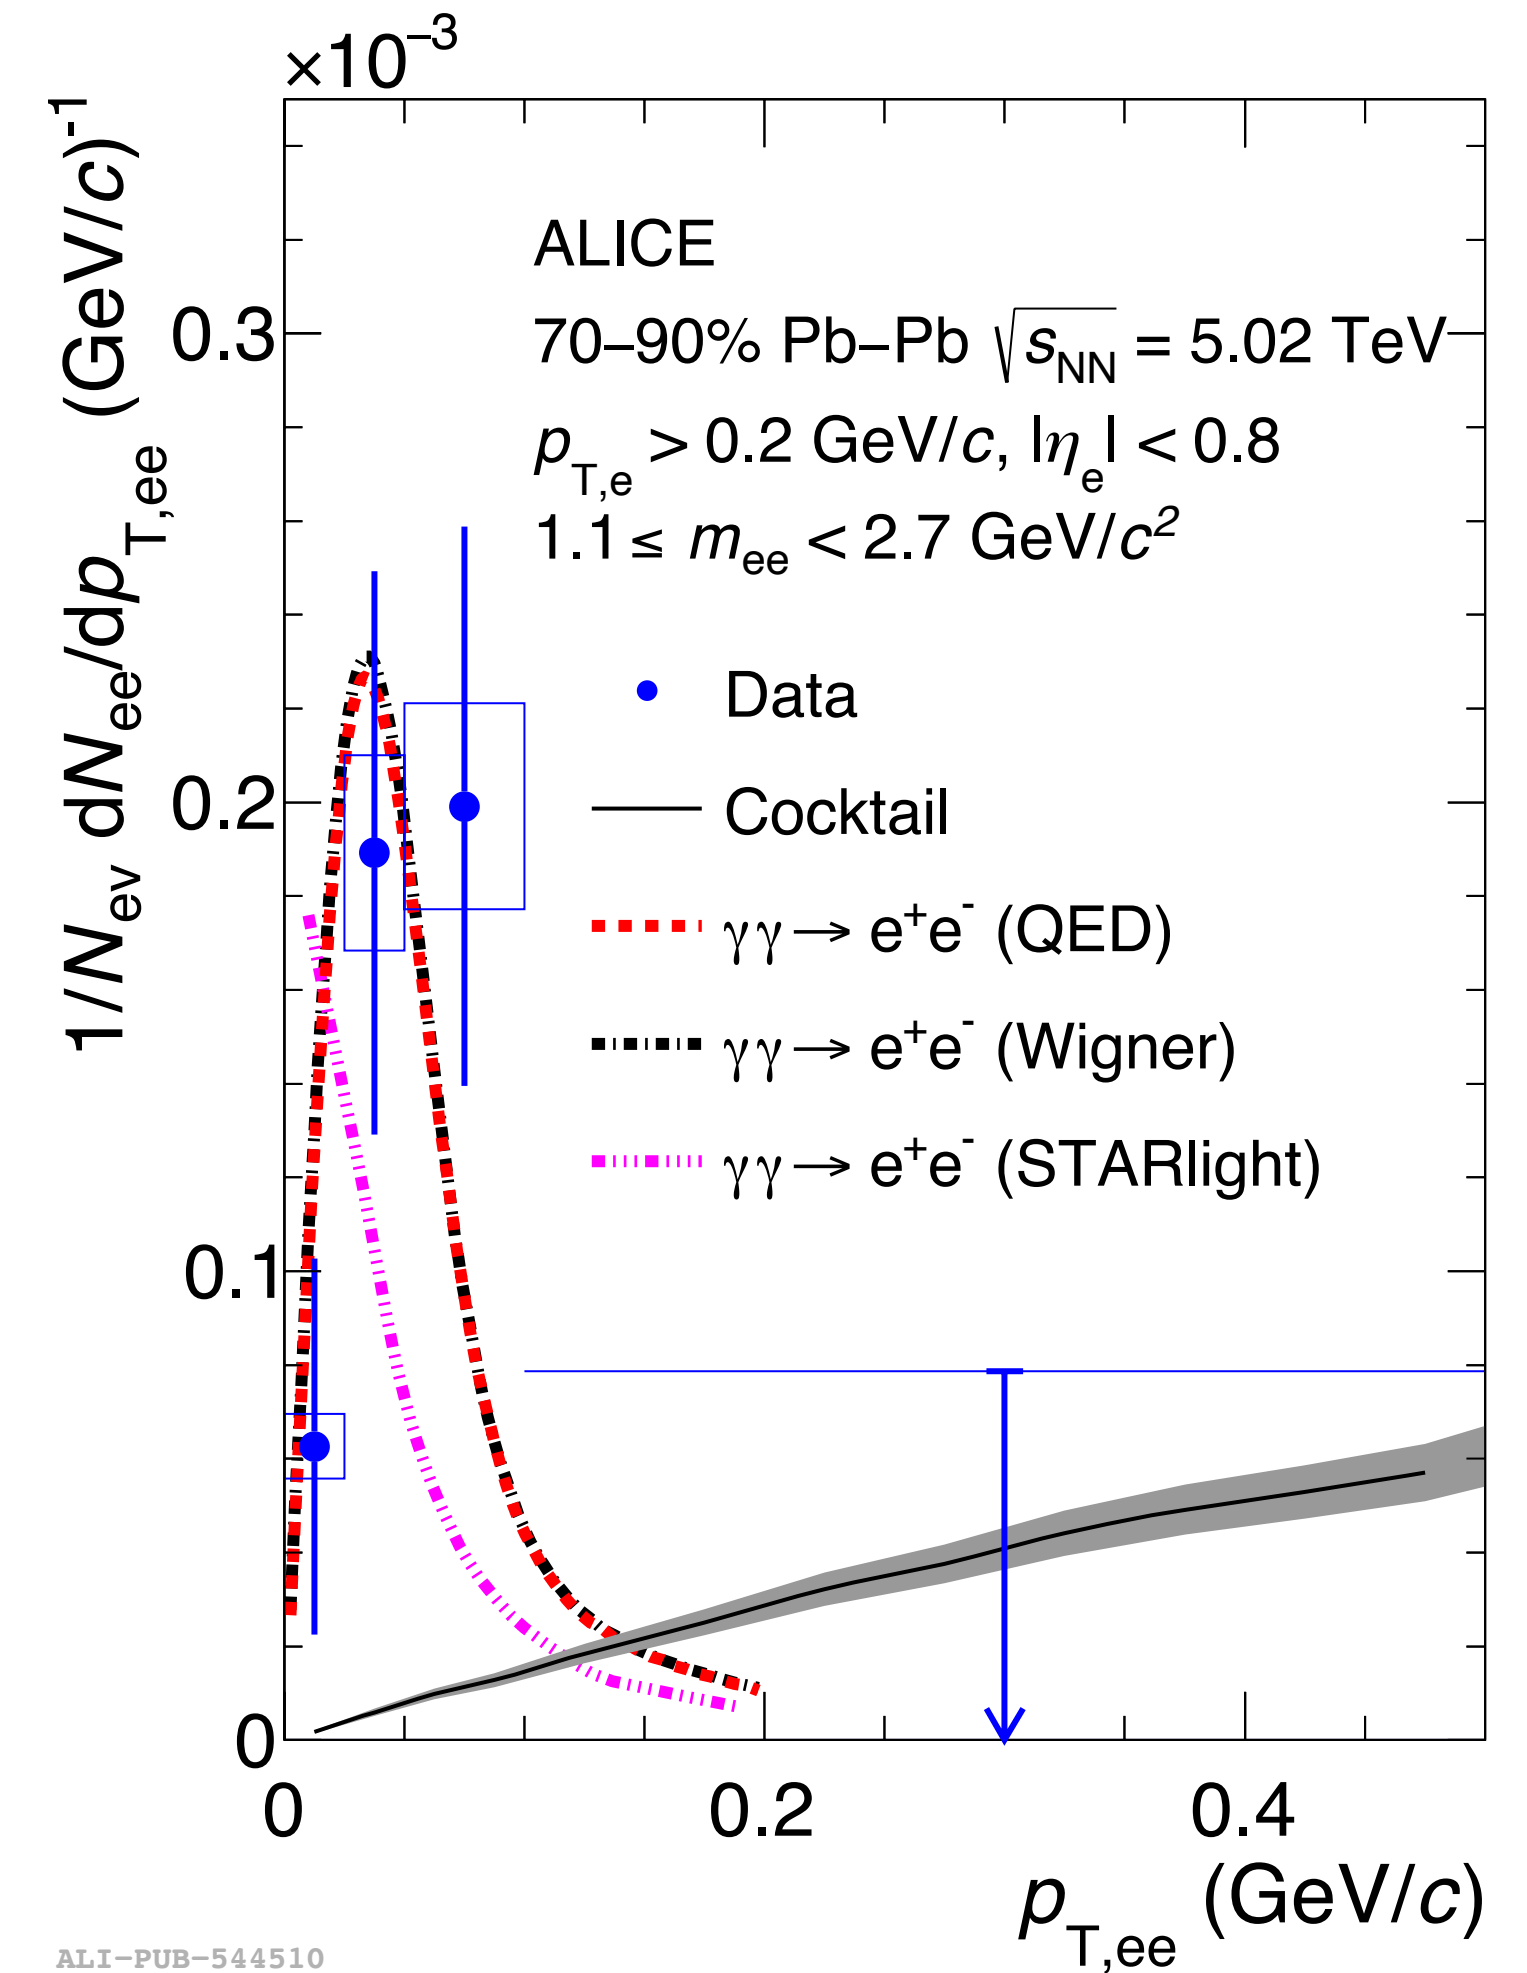 ×10⁻³
1/N_ev dN_ee/dp_T,ee (GeV/c)^-1
ALICE
70–90% Pb–Pb √s_NN = 5.02 TeV
p_T,e > 0.2 GeV/c, |η_e| < 0.8
1.1 ≤ m_ee < 2.7 GeV/c²
Data
Cocktail
γγ → e⁺e⁻ (QED)
γγ → e⁺e⁻ (Wigner)
γγ → e⁺e⁻ (STARlight)
0.3
0.2
0.1
0
0 0.2 0.4
p_T,ee (GeV/c)
ALI-PUB-544510